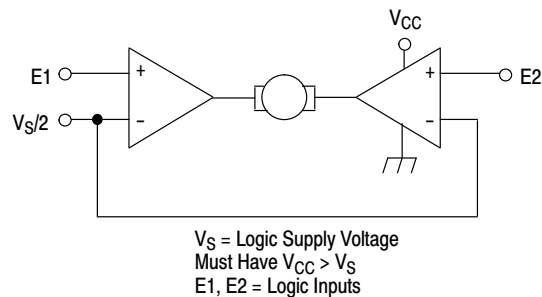 VCC
E1
+
+
E2
VS/2
−
−
VS = Logic Supply Voltage
Must Have VCC > VS
E1, E2 = Logic Inputs